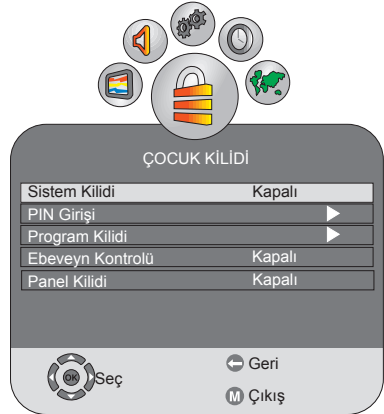 ÇOCUK KİLİDİ
Sistem Kilidi Kapalı
PIN Girişi
Program Kilidi
Ebeveyn Kontrolü Kapalı
Panel Kilidi Kapalı
OK Seç
Geri
M Çıkış